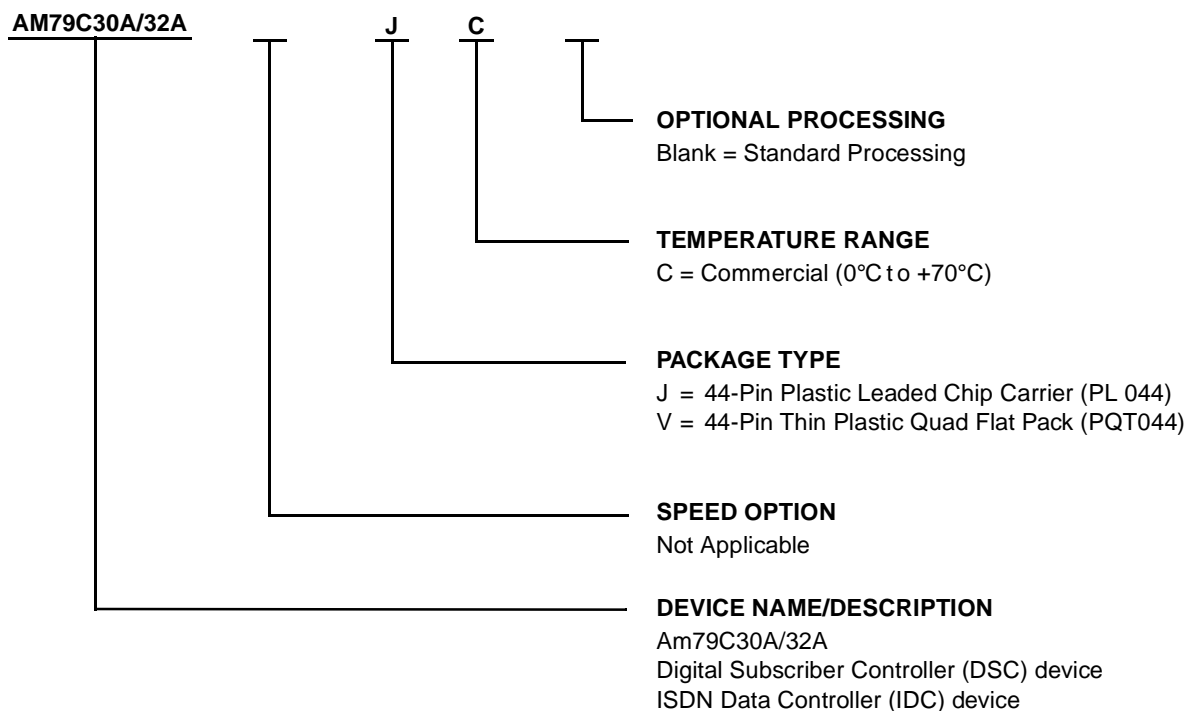 AM79C30A/32A J C
OPTIONAL PROCESSING
Blank = Standard Processing
TEMPERATURE RANGE
C = Commercial (0°C to +70°C)
PACKAGE TYPE
J = 44-Pin Plastic Leaded Chip Carrier (PL 044)
V = 44-Pin Thin Plastic Quad Flat Pack (PQT044)
SPEED OPTION
Not Applicable
DEVICE NAME/DESCRIPTION
Am79C30A/32A
Digital Subscriber Controller (DSC) device
ISDN Data Controller (IDC) device